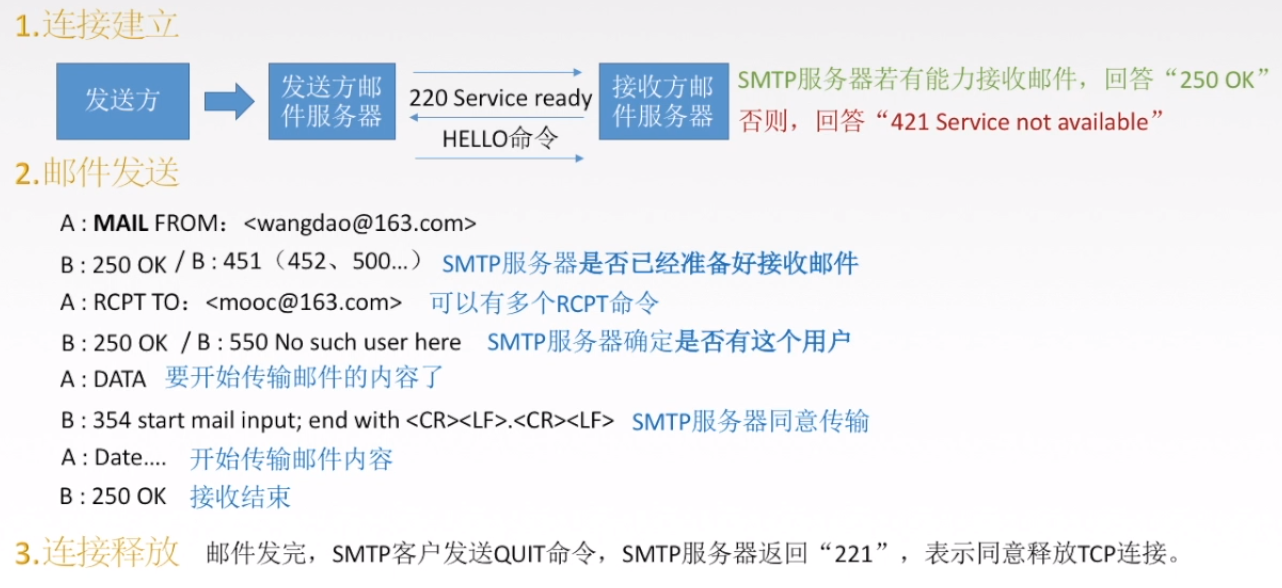 1.连接建立
发送方
发送方邮
件服务器
220 Service ready
HELLO命令
接收方邮
件服务器
SMTP服务器若有能力接收邮件，回答“250 OK”
否则，回答“421 Service not available”
2.邮件发送
A : MAIL FROM：<wangdao@163.com>
B : 250 OK / B : 451（452、500…） SMTP服务器是否已经准备好接收邮件
A : RCPT TO：<mooc@163.com> 可以有多个RCPT命令
B : 250 OK / B : 550 No such user here SMTP服务器确定是否有这个用户
A : DATA 要开始传输邮件的内容了
B : 354 start mail input; end with <CR><LF>.<CR><LF> SMTP服务器同意传输
A : Date.... 开始传输邮件内容
B : 250 OK 接收结束
3.连接释放 邮件发完，SMTP客户发送QUIT命令，SMTP服务器返回“221”，表示同意释放TCP连接。